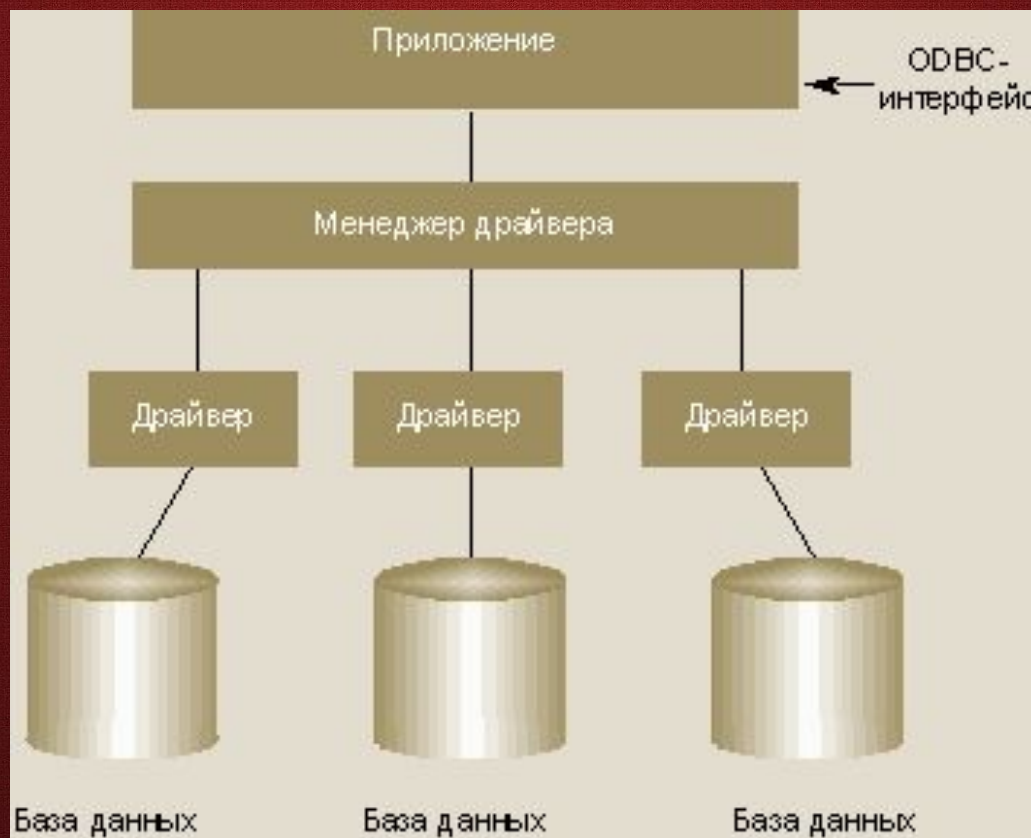 Приложение
ODBC-
интерфейс
Менеджер драйвера
Драйвер
Драйвер
Драйвер
База данных
База данных
База данных